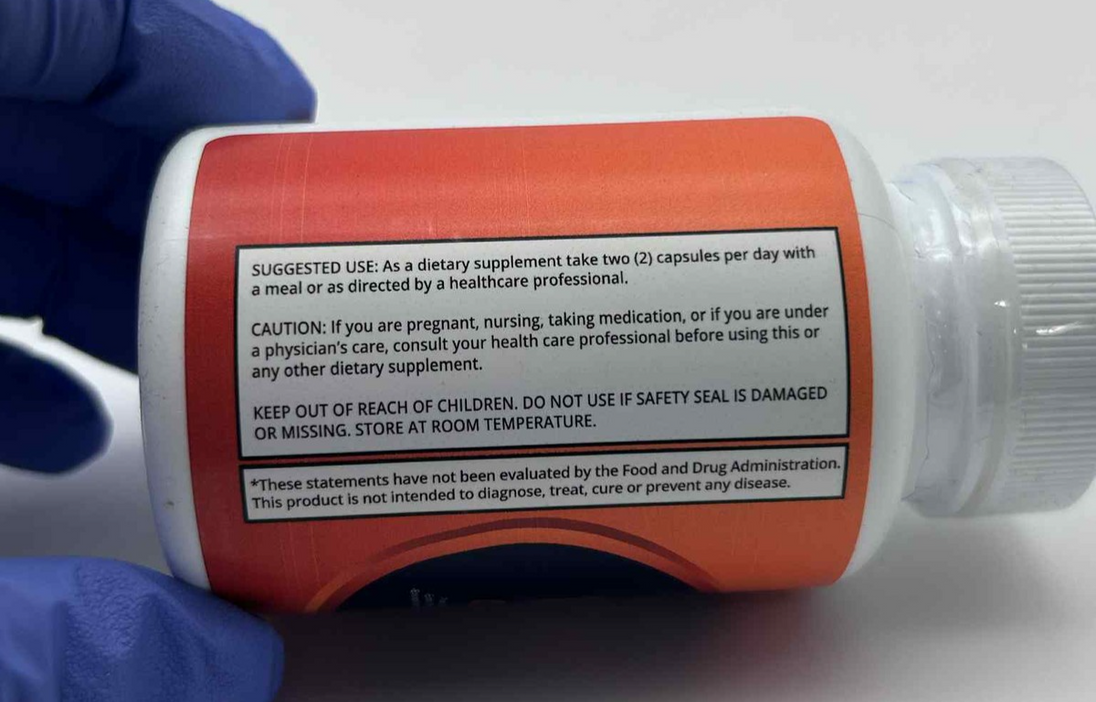 SUGGESTED USE: As a dietary supplement take two (2) capsules per day with
a meal or as directed by a healthcare professional.
CAUTION: If you are pregnant, nursing, taking medication, or if you are under
a physician's care, consult your health care professional before using this or
any other dietary supplement.
KEEP OUT OF REACH OF CHILDREN. DO NOT USE IF SAFETY SEAL IS DAMAGED
OR MISSING. STORE AT ROOM TEMPERATURE.
*These statements have not been evaluated by the Food and Drug Administration.
This product is not intended to diagnose, treat, cure or prevent any disease.